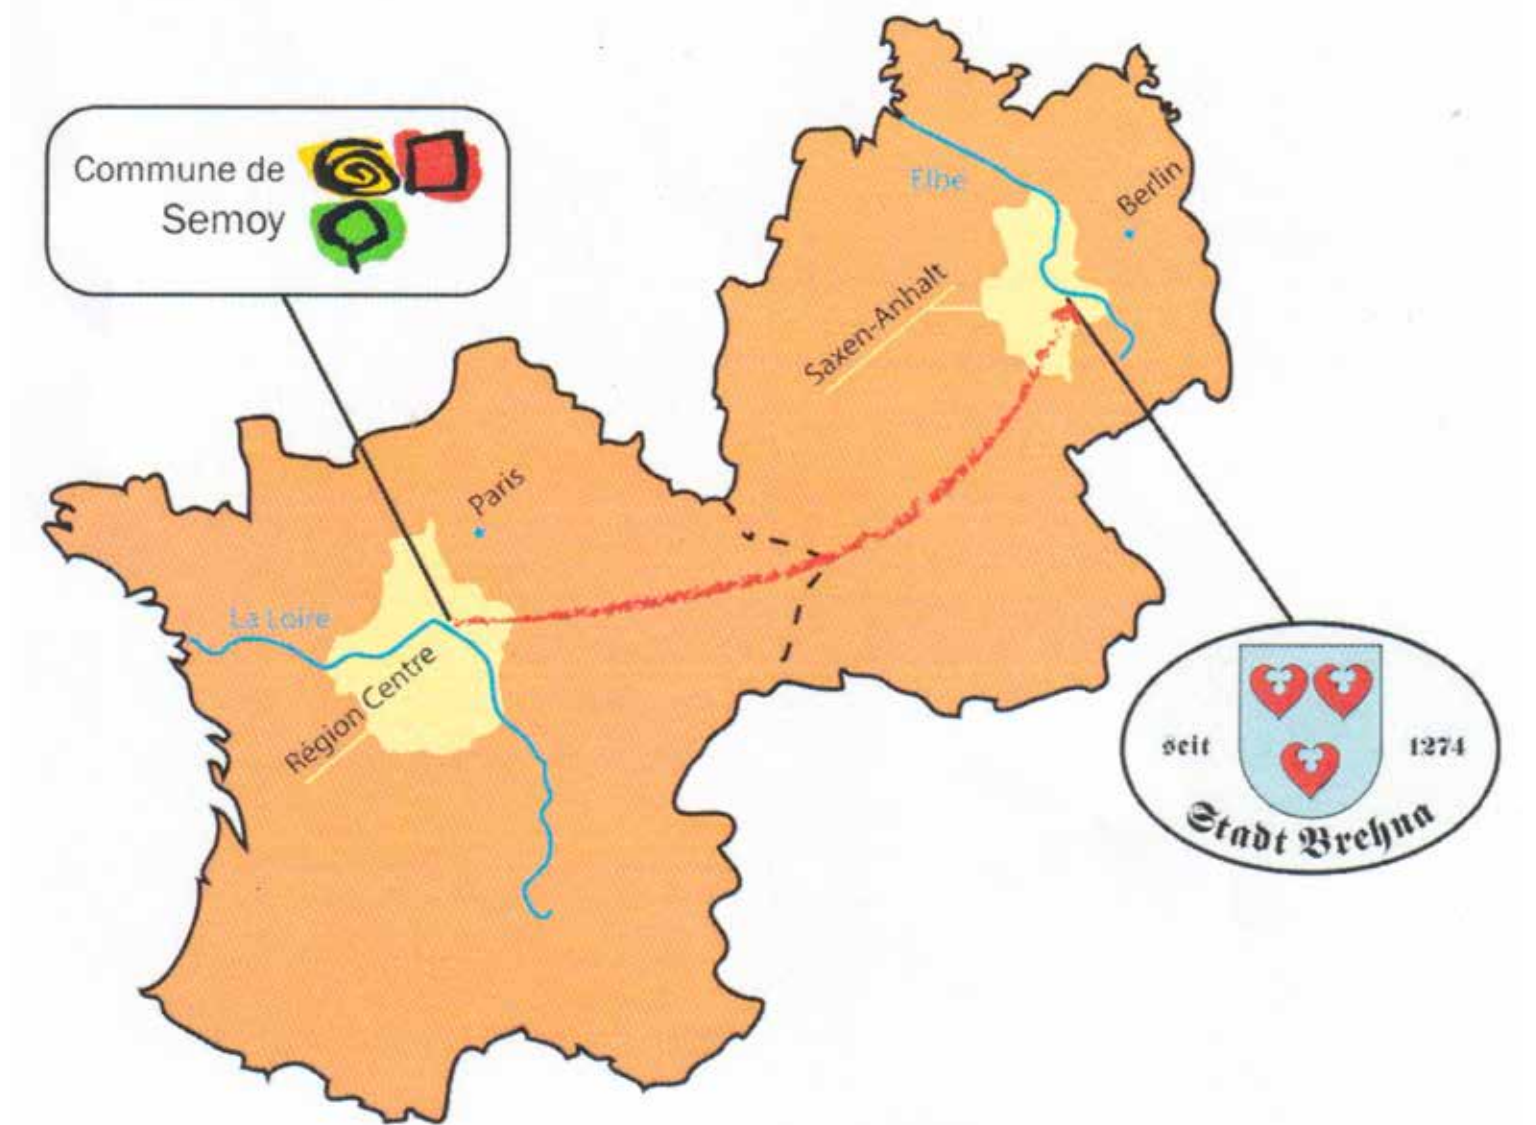 Commune de
Semoy
Elbe
Berlin
Saxen-Anhalt
Paris
La Loire
Région Centre
seit
1274
Stadt Brehna